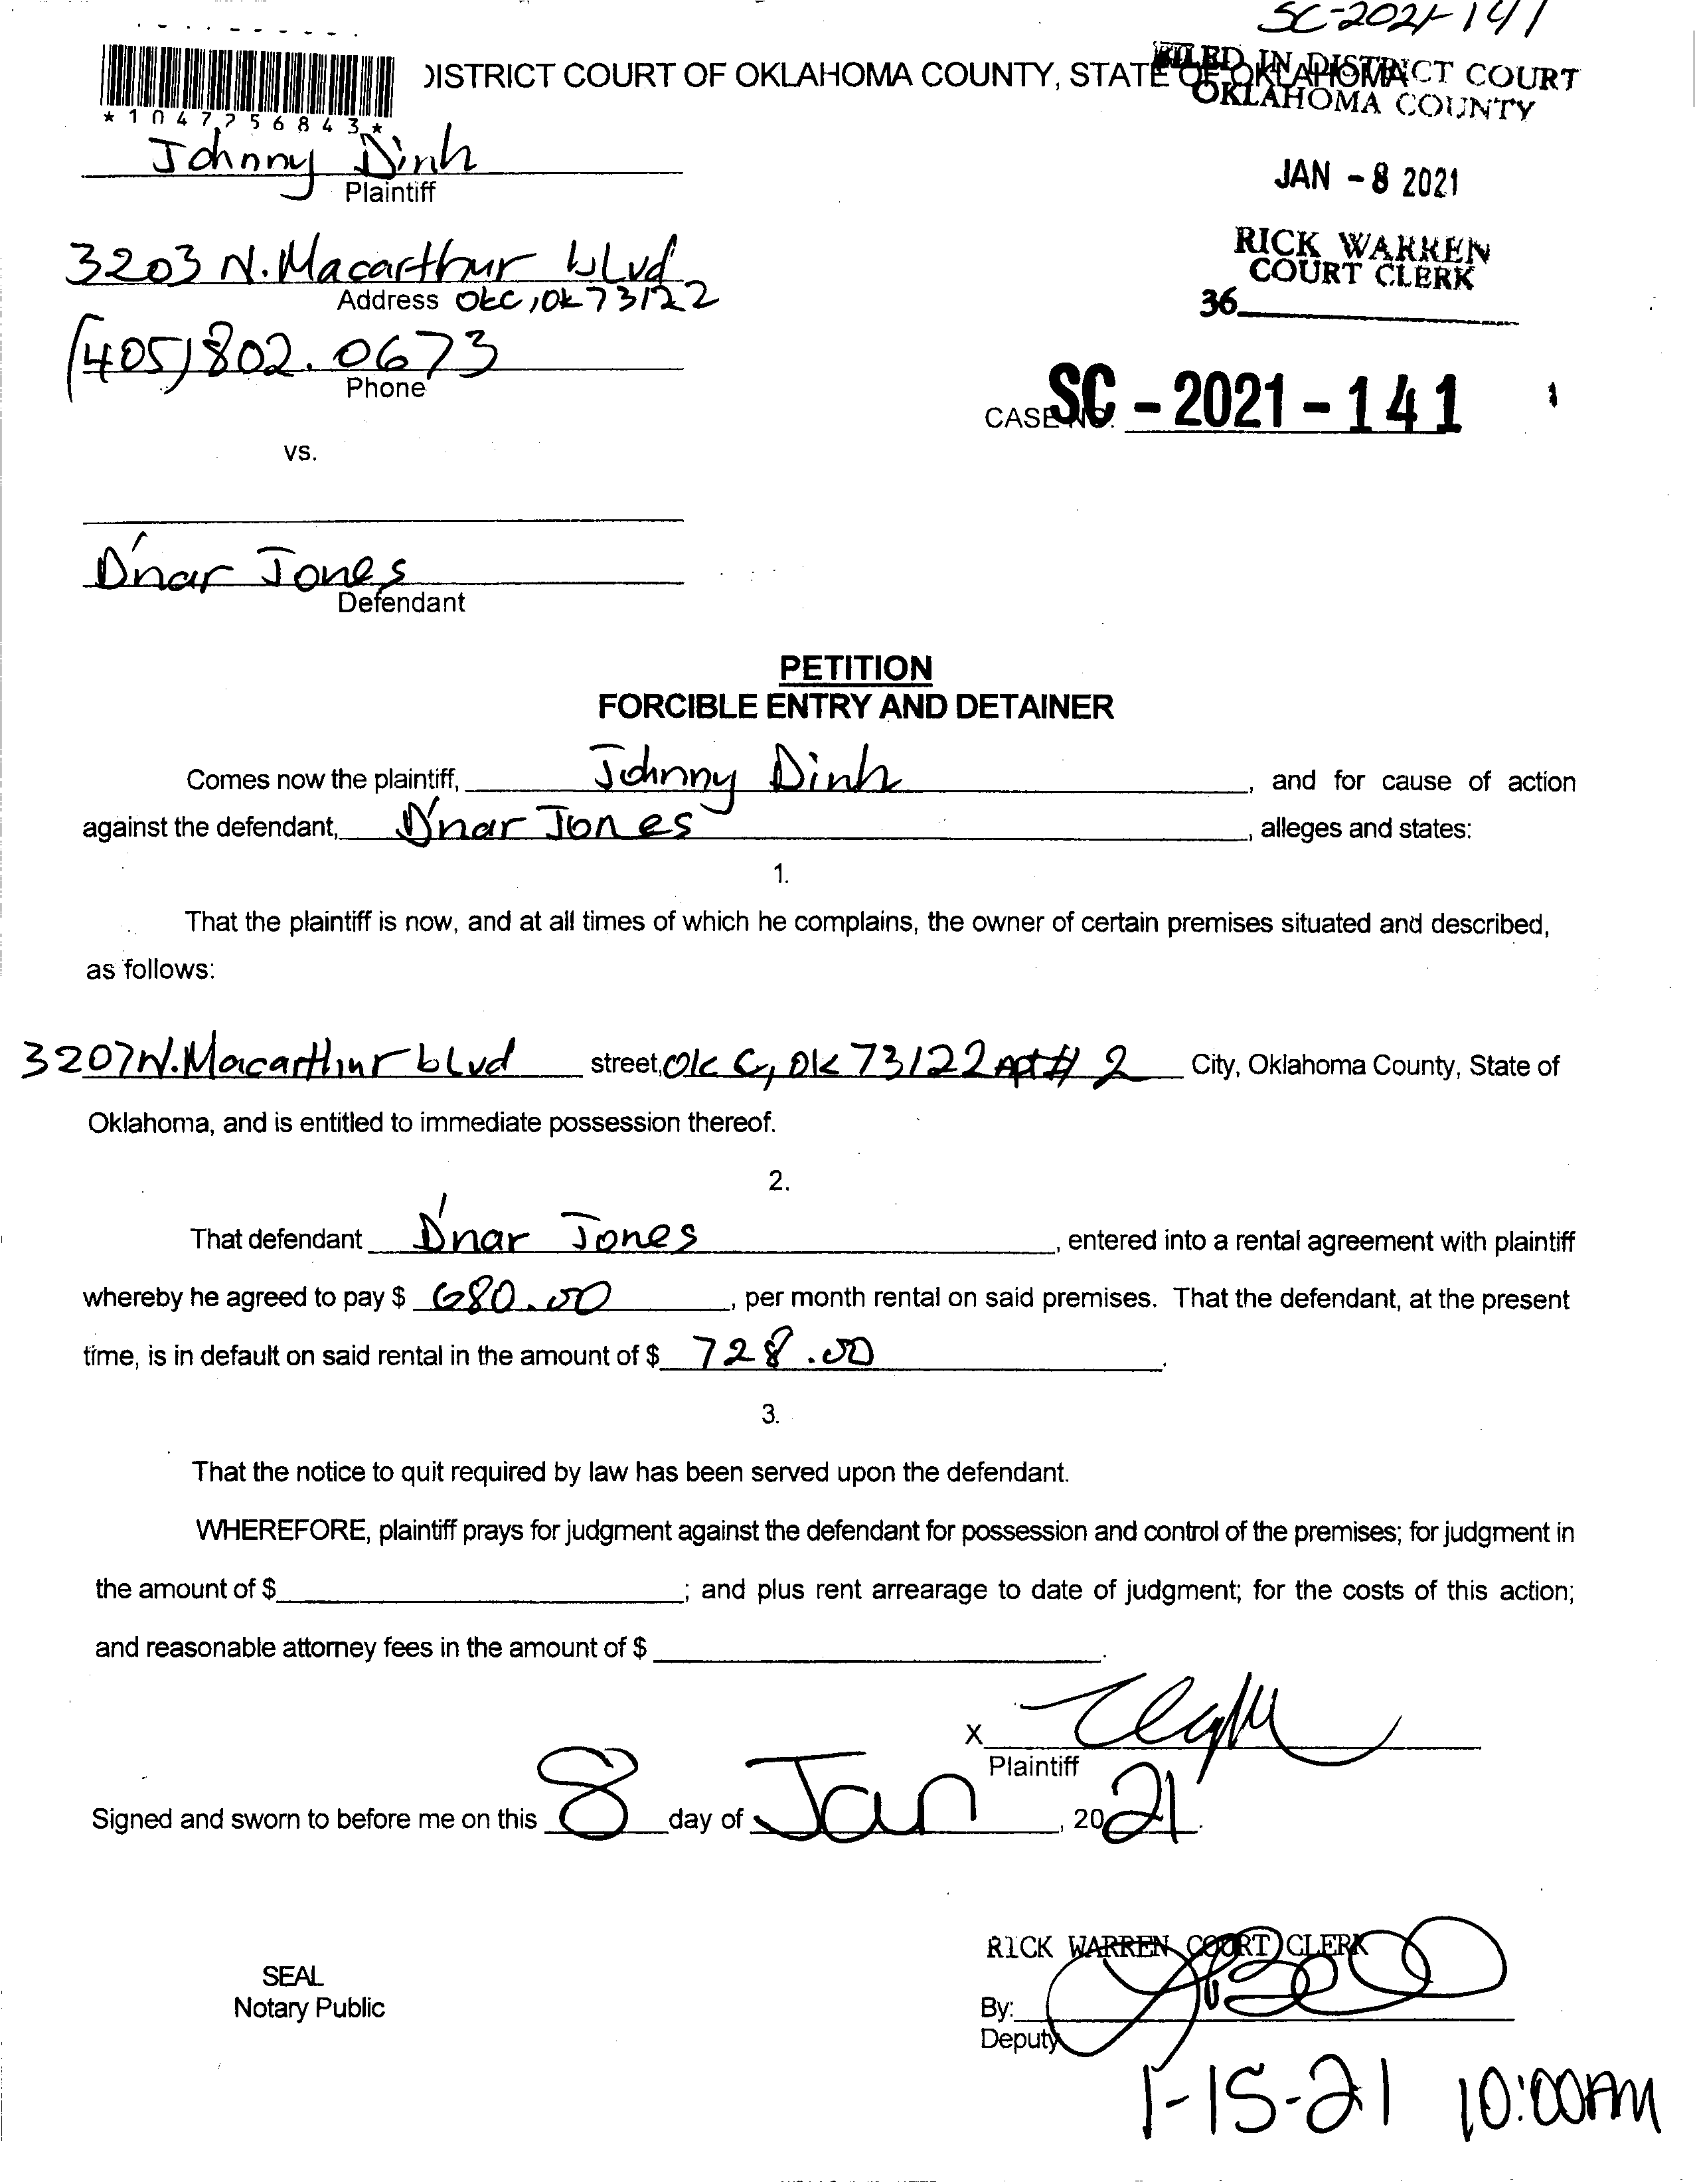 SC-2021-141
DISTRICT COURT OF OKLAHOMA COUNTY, STATE OF OKLAHOMA
FILED IN DISTRICT COURT
OKLAHOMA COUNTY
*1047256843*
Johnny Dinh
Plaintiff
JAN - 8 2021
3203 N. Macarthur blvd
Address OKC, OK 73122
RICK WARREN
COURT CLERK
36
(405) 802.0673
Phone
CASE NO. SC - 2021 - 141
vs.
D'nar Jones
Defendant
PETITION
FORCIBLE ENTRY AND DETAINER
Comes now the plaintiff, Johnny Dinh, and for cause of action
against the defendant, D'nar Jones, alleges and states:
1.
That the plaintiff is now, and at all times of which he complains, the owner of certain premises situated and described,
as follows:
3207 N. Macarthur blvd street, OKC, OK 73122 Apt# 2 City, Oklahoma County, State of
Oklahoma, and is entitled to immediate possession thereof.
2.
That defendant D'nar Jones, entered into a rental agreement with plaintiff
whereby he agreed to pay $ 680.00, per month rental on said premises. That the defendant, at the present
time, is in default on said rental in the amount of $ 728.00.
3.
That the notice to quit required by law has been served upon the defendant.
WHEREFORE, plaintiff prays for judgment against the defendant for possession and control of the premises; for judgment in
the amount of $ ; and plus rent arrearage to date of judgment; for the costs of this action;
and reasonable attorney fees in the amount of $ .
X
Plaintiff
Signed and sworn to before me on this 8 day of Jan, 2021.
RICK WARREN COURT CLERK
SEAL
Notary Public
By:
Deputy
1-15-21 10:00AM